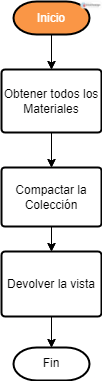 Inicio
Obtener todos los
Materiales
Compactar la
Colección
Devolver la vista
Fin